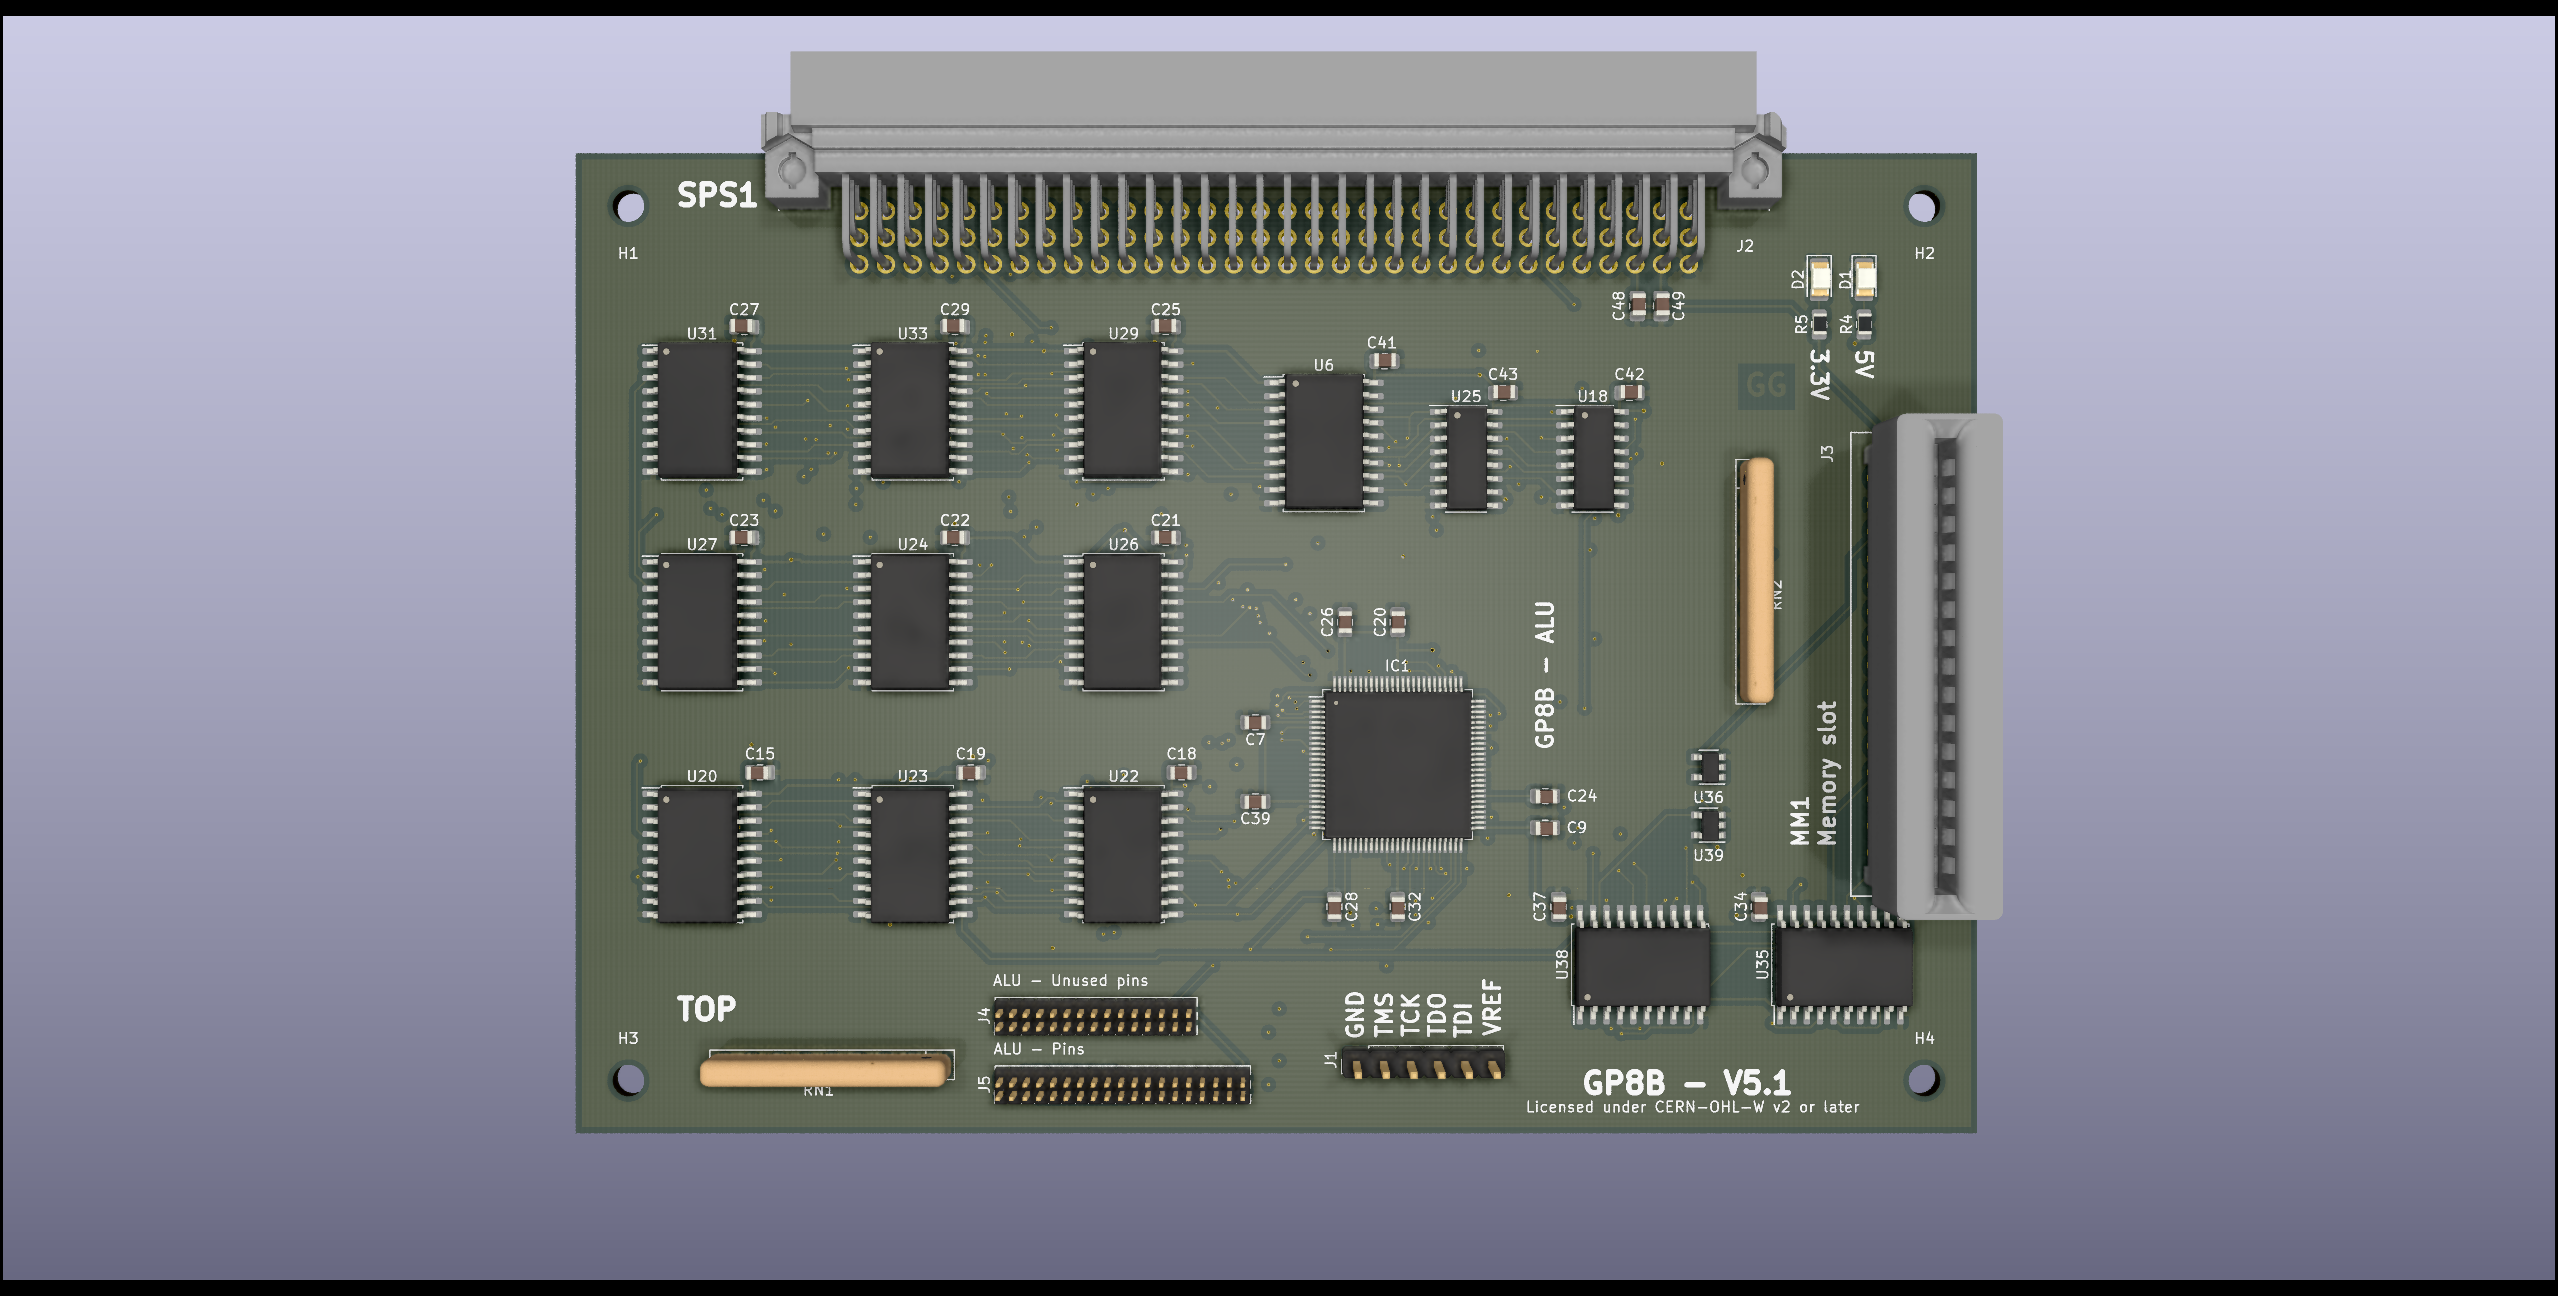 SPS1
J2
H1
H2
D2
D1
C48
C49
R5
R4
3.3V
5V
GG
C27
C29
C25
U31
U33
U29
C41
U6
C43
C42
U25
U18
J3
C23
C22
C21
U27
U24
U26
RN2
C26
C20
IC1
GP8B - ALU
C7
C15
C19
C18
U20
U23
U22
C39
C24
C9
U36
U39
MM1
Memory slot
C28
C32
C37
C34
U38
U35
TOP
ALU - Unused pins
J4
ALU - Pins
J5
H3
RN1
GND
TMS
TCK
TDO
TDI
VREF
J1
H4
GP8B - V5.1
Licensed under CERN-OHL-W v2 or later